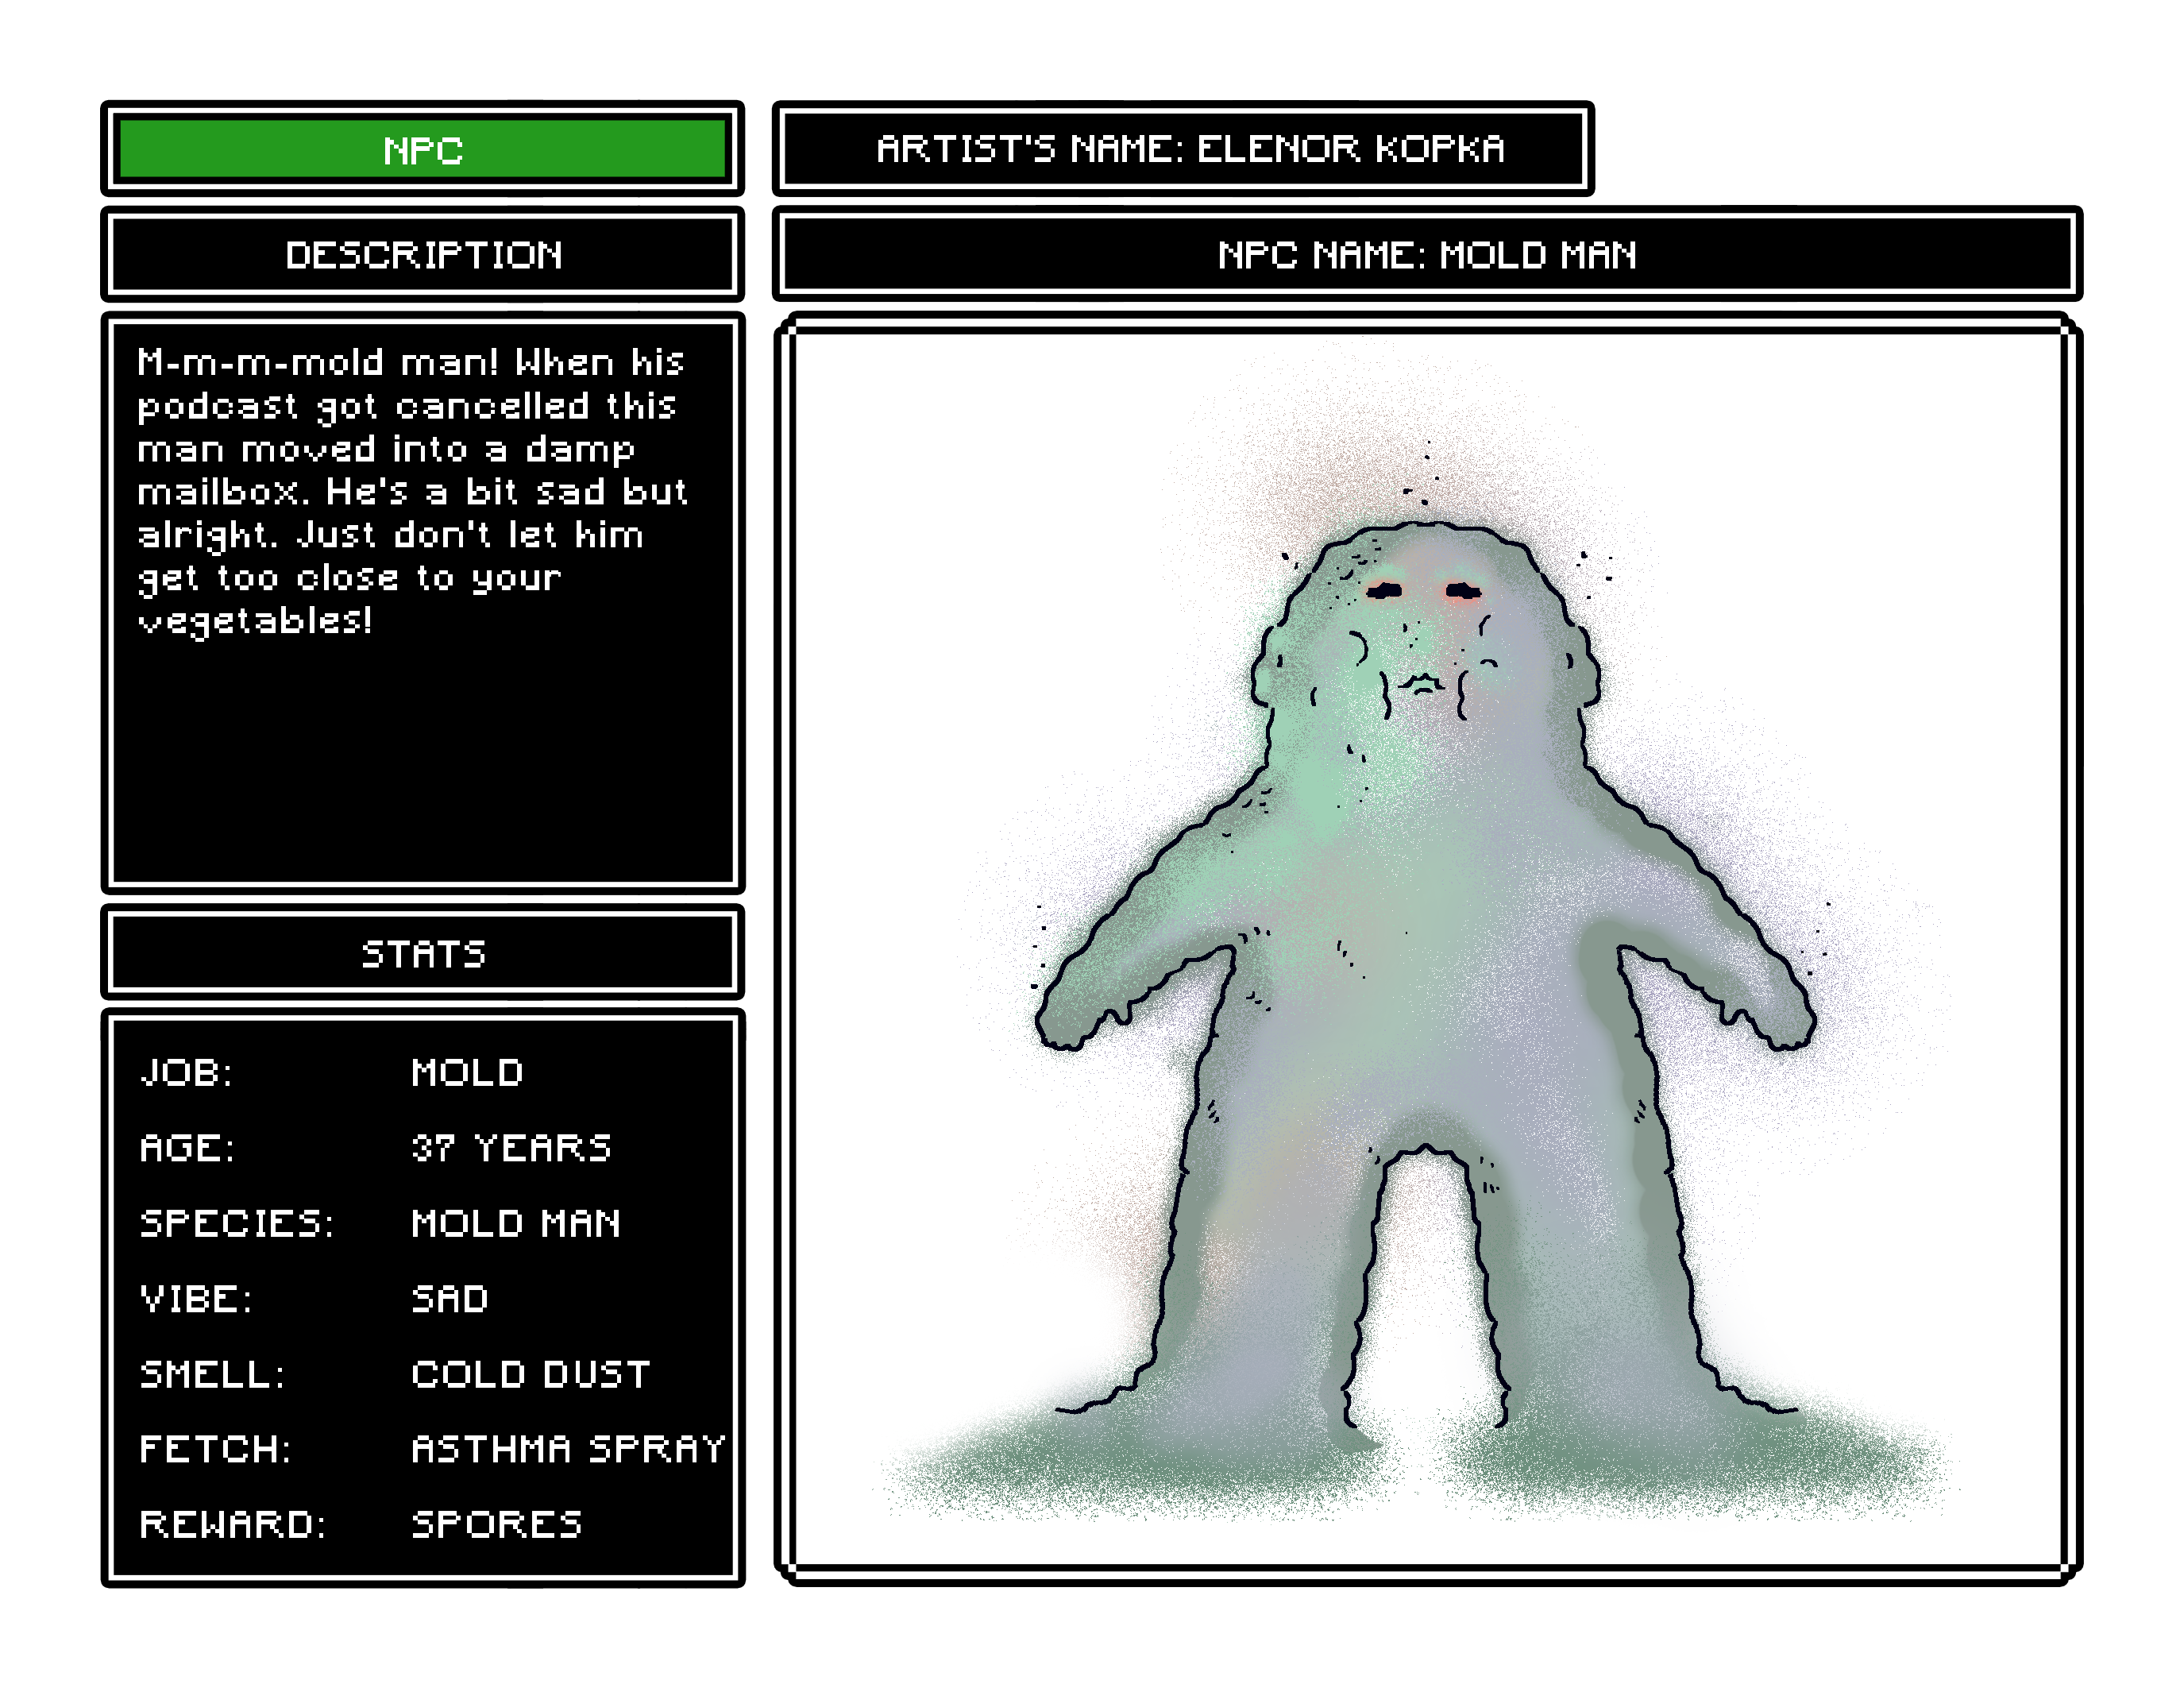 NPC
ARTIST'S NAME: ELENOR KOPKA
DESCRIPTION
NPC NAME: MOLD MAN
M-m-m-mold man! When his
podcast got cancelled this
man moved into a damp
mailbox. He's a bit sad but
alright. Just don't let him
get too close to your
vegetables!
STATS
JOB: MOLD
AGE: 37 YEARS
SPECIES: MOLD MAN
VIBE: SAD
SMELL: COLD DUST
FETCH: ASTHMA SPRAY
REWARD: SPORES